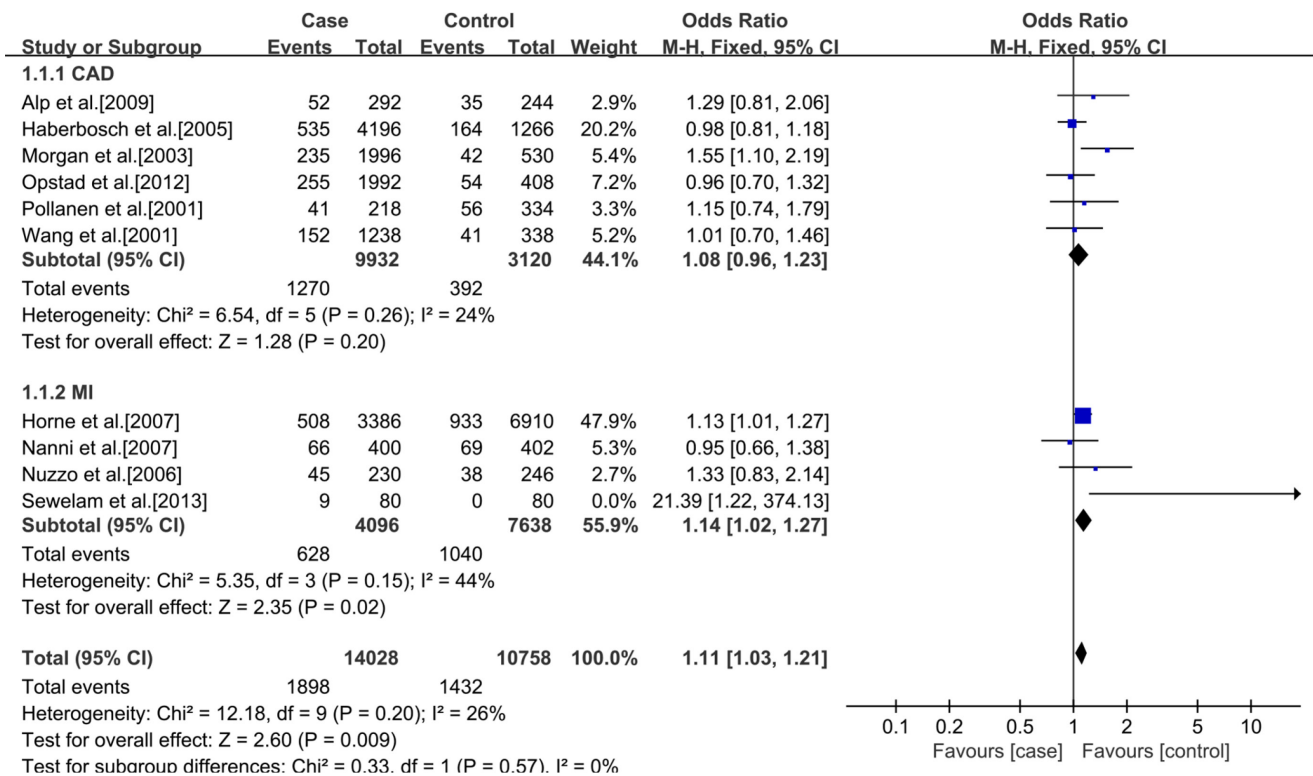 Case Control Odds Ratio Odds Ratio
Study or Subgroup Events Total Events Total Weight M-H, Fixed, 95% CI M-H, Fixed, 95% CI
1.1.1 CAD
Alp et al.[2009] 52 292 35 244 2.9% 1.29 [0.81, 2.06]
Haberbosch et al.[2005] 535 4196 164 1266 20.2% 0.98 [0.81, 1.18]
Morgan et al.[2003] 235 1996 42 530 5.4% 1.55 [1.10, 2.19]
Opstad et al.[2012] 255 1992 54 408 7.2% 0.96 [0.70, 1.32]
Pollanen et al.[2001] 41 218 56 334 3.3% 1.15 [0.74, 1.79]
Wang et al.[2001] 152 1238 41 338 5.2% 1.01 [0.70, 1.46]
Subtotal (95% CI) 9932 3120 44.1% 1.08 [0.96, 1.23]
Total events 1270 392
Heterogeneity: Chi² = 6.54, df = 5 (P = 0.26); I² = 24%
Test for overall effect: Z = 1.28 (P = 0.20)
1.1.2 MI
Horne et al.[2007] 508 3386 933 6910 47.9% 1.13 [1.01, 1.27]
Nanni et al.[2007] 66 400 69 402 5.3% 0.95 [0.66, 1.38]
Nuzzo et al.[2006] 45 230 38 246 2.7% 1.33 [0.83, 2.14]
Sewelam et al.[2013] 9 80 0 80 0.0% 21.39 [1.22, 374.13]
Subtotal (95% CI) 4096 7638 55.9% 1.14 [1.02, 1.27]
Total events 628 1040
Heterogeneity: Chi² = 5.35, df = 3 (P = 0.15); I² = 44%
Test for overall effect: Z = 2.35 (P = 0.02)
Total (95% CI) 14028 10758 100.0% 1.11 [1.03, 1.21]
Total events 1898 1432
Heterogeneity: Chi² = 12.18, df = 9 (P = 0.20); I² = 26%
Test for overall effect: Z = 2.60 (P = 0.009)
Test for subgroup differences: Chi² = 0.33, df = 1 (P = 0.57), I² = 0%
0.1 0.2 0.5 1 2 5 10
Favours [case] Favours [control]